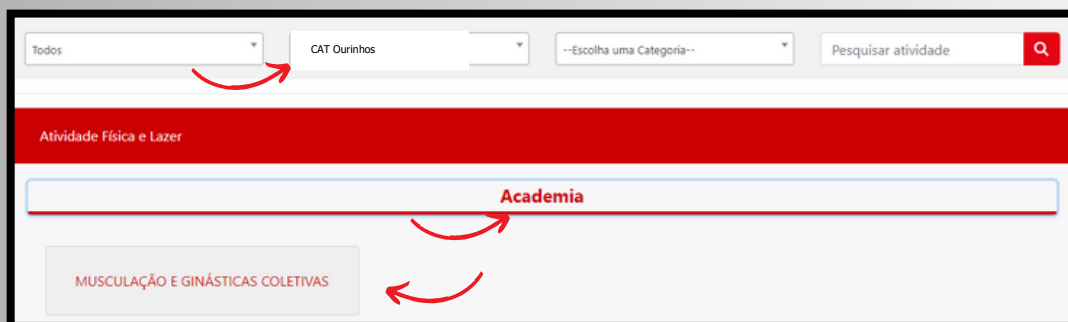 Todos
CAT Ourinhos
--Escolha uma Categoria--
Pesquisar atividade
Atividade Física e Lazer
Academia
MUSCULAÇÃO E GINÁSTICAS COLETIVAS